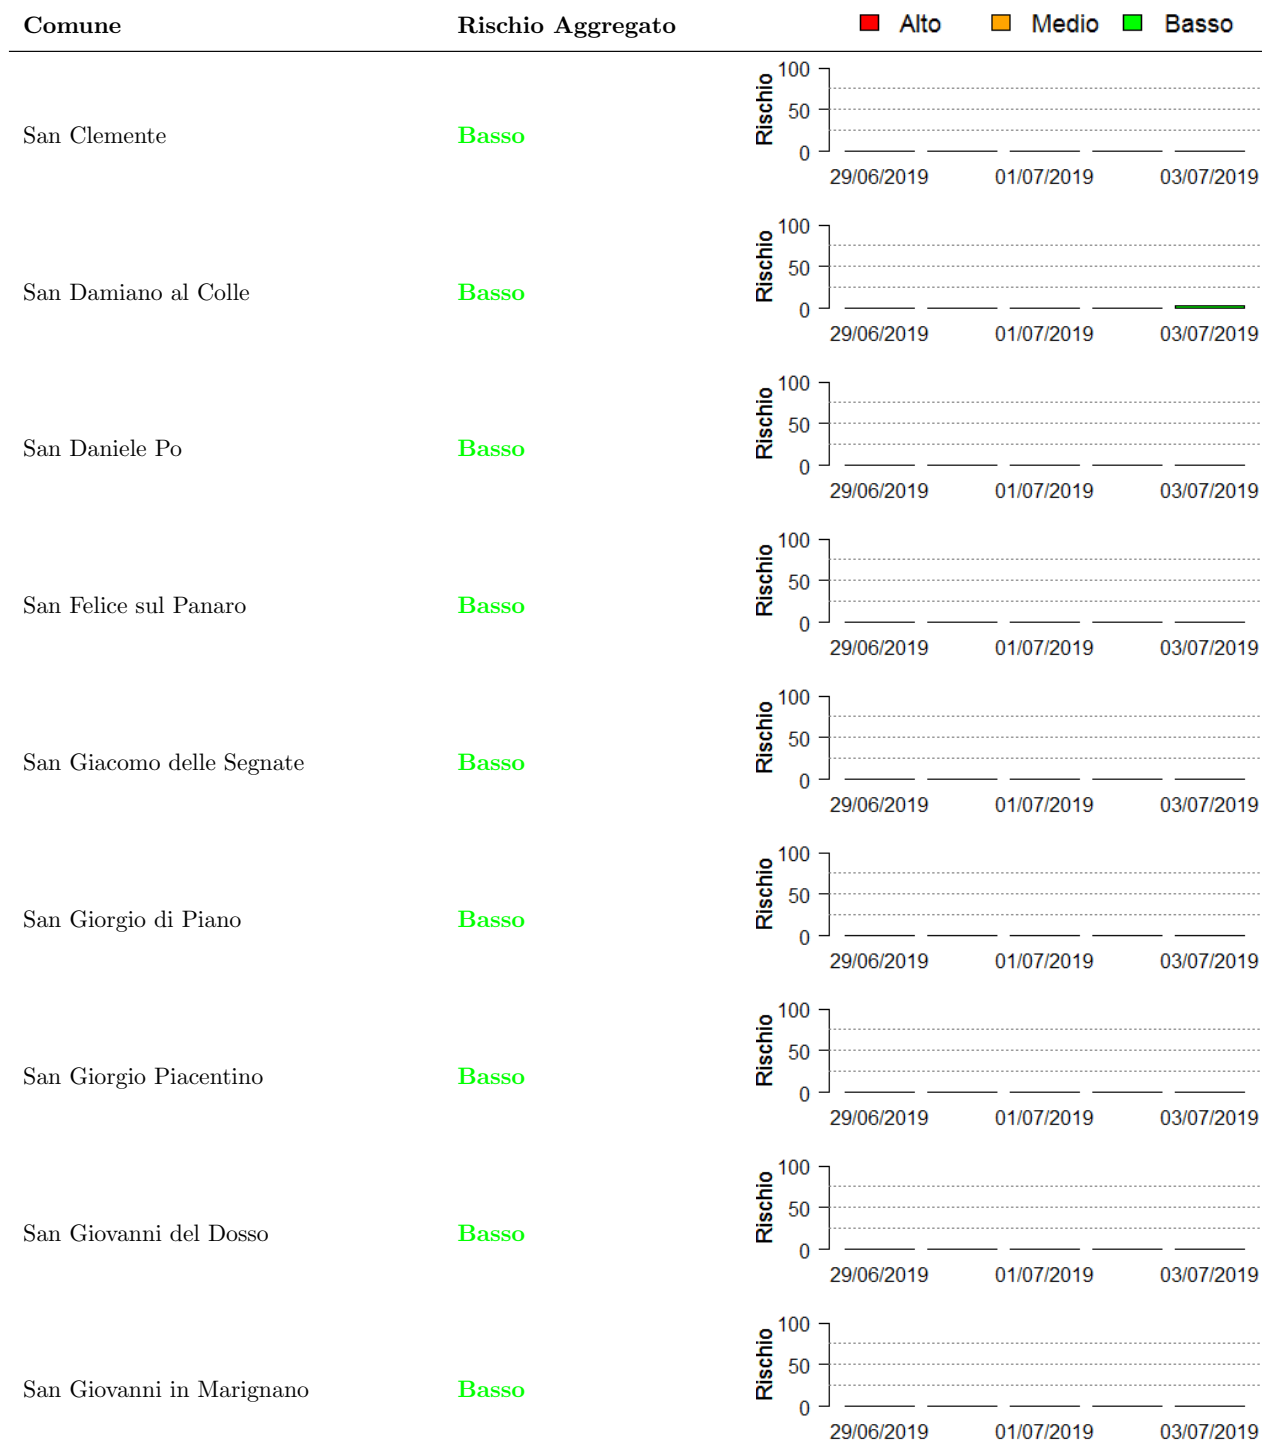 Comune Rischio Aggregato Alto Medio Basso
San Clemente Basso Rischio 100 50 0
29/06/2019 01/07/2019 03/07/2019
San Damiano al Colle Basso Rischio 100 50 0
29/06/2019 01/07/2019 03/07/2019
San Daniele Po Basso Rischio 100 50 0
29/06/2019 01/07/2019 03/07/2019
San Felice sul Panaro Basso Rischio 100 50 0
29/06/2019 01/07/2019 03/07/2019
San Giacomo delle Segnate Basso Rischio 100 50 0
29/06/2019 01/07/2019 03/07/2019
San Giorgio di Piano Basso Rischio 100 50 0
29/06/2019 01/07/2019 03/07/2019
San Giorgio Piacentino Basso Rischio 100 50 0
29/06/2019 01/07/2019 03/07/2019
San Giovanni del Dosso Basso Rischio 100 50 0
29/06/2019 01/07/2019 03/07/2019
San Giovanni in Marignano Basso Rischio 100 50 0
29/06/2019 01/07/2019 03/07/2019